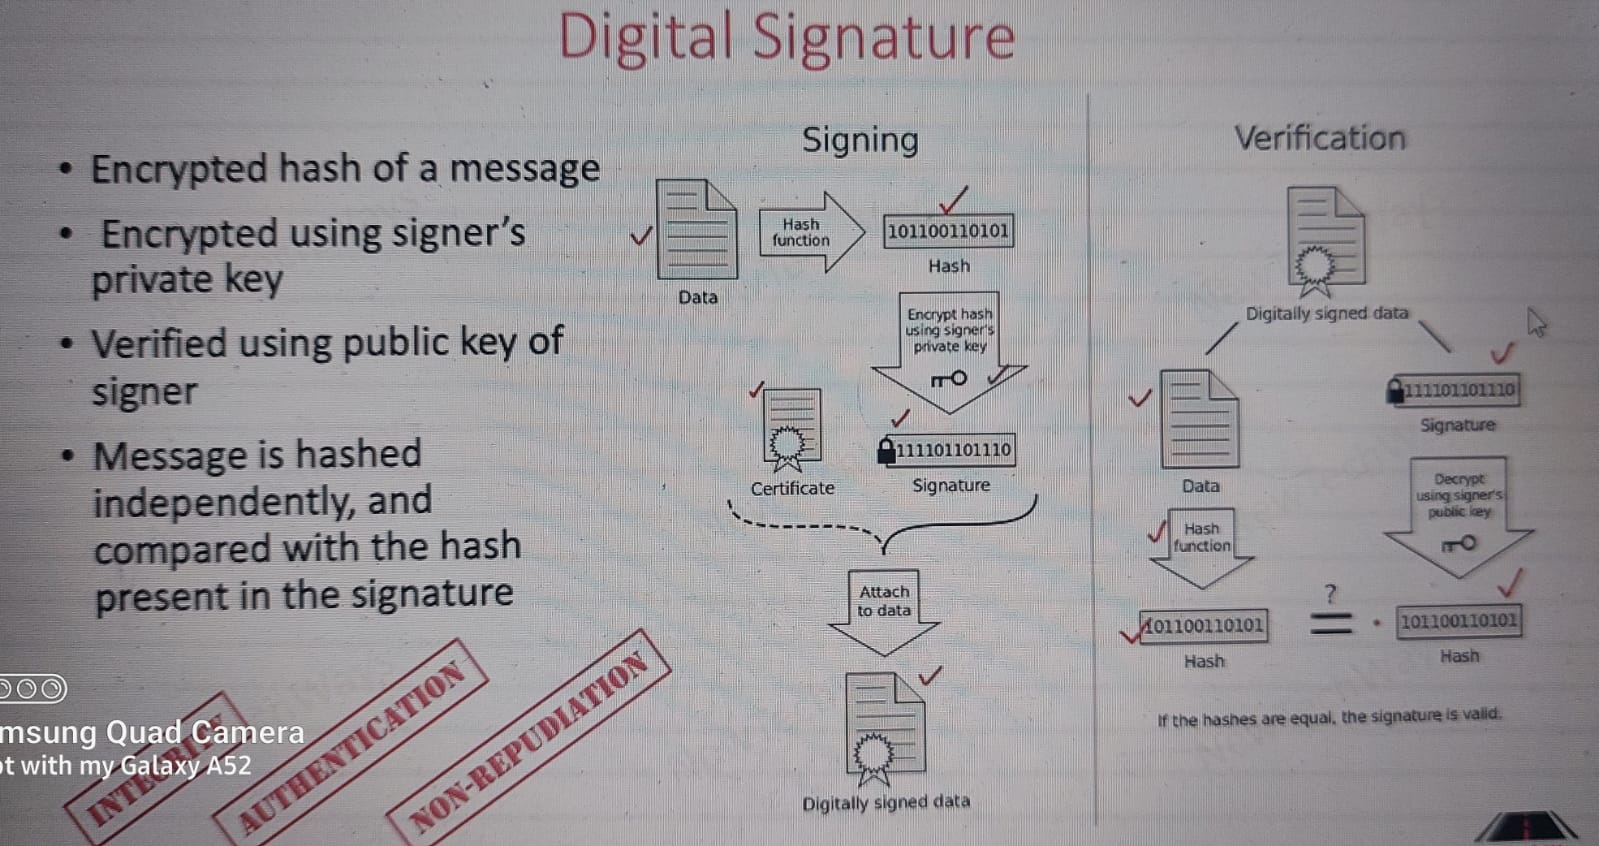 Digital Signature
• Encrypted hash of a message
• Encrypted using signer's
private key
• Verified using public key of
signer
• Message is hashed
independently, and
compared with the hash
present in the signature
INTEGRITY
AUTHENTICATION
NON-REPUDIATION
msung Quad Camera
ot with my Galaxy A52
Signing
Data
Hash
function
101100110101
Hash
Encrypt hash
using signer's
private key
Certificate
111101101110
Signature
Attach
to data
Digitally signed data
Verification
Digitally signed data
Data
Hash
function
101100110101
Hash
?
=
111101101110
Signature
Decrypt
using signer's
public key
101100110101
Hash
If the hashes are equal, the signature is valid.